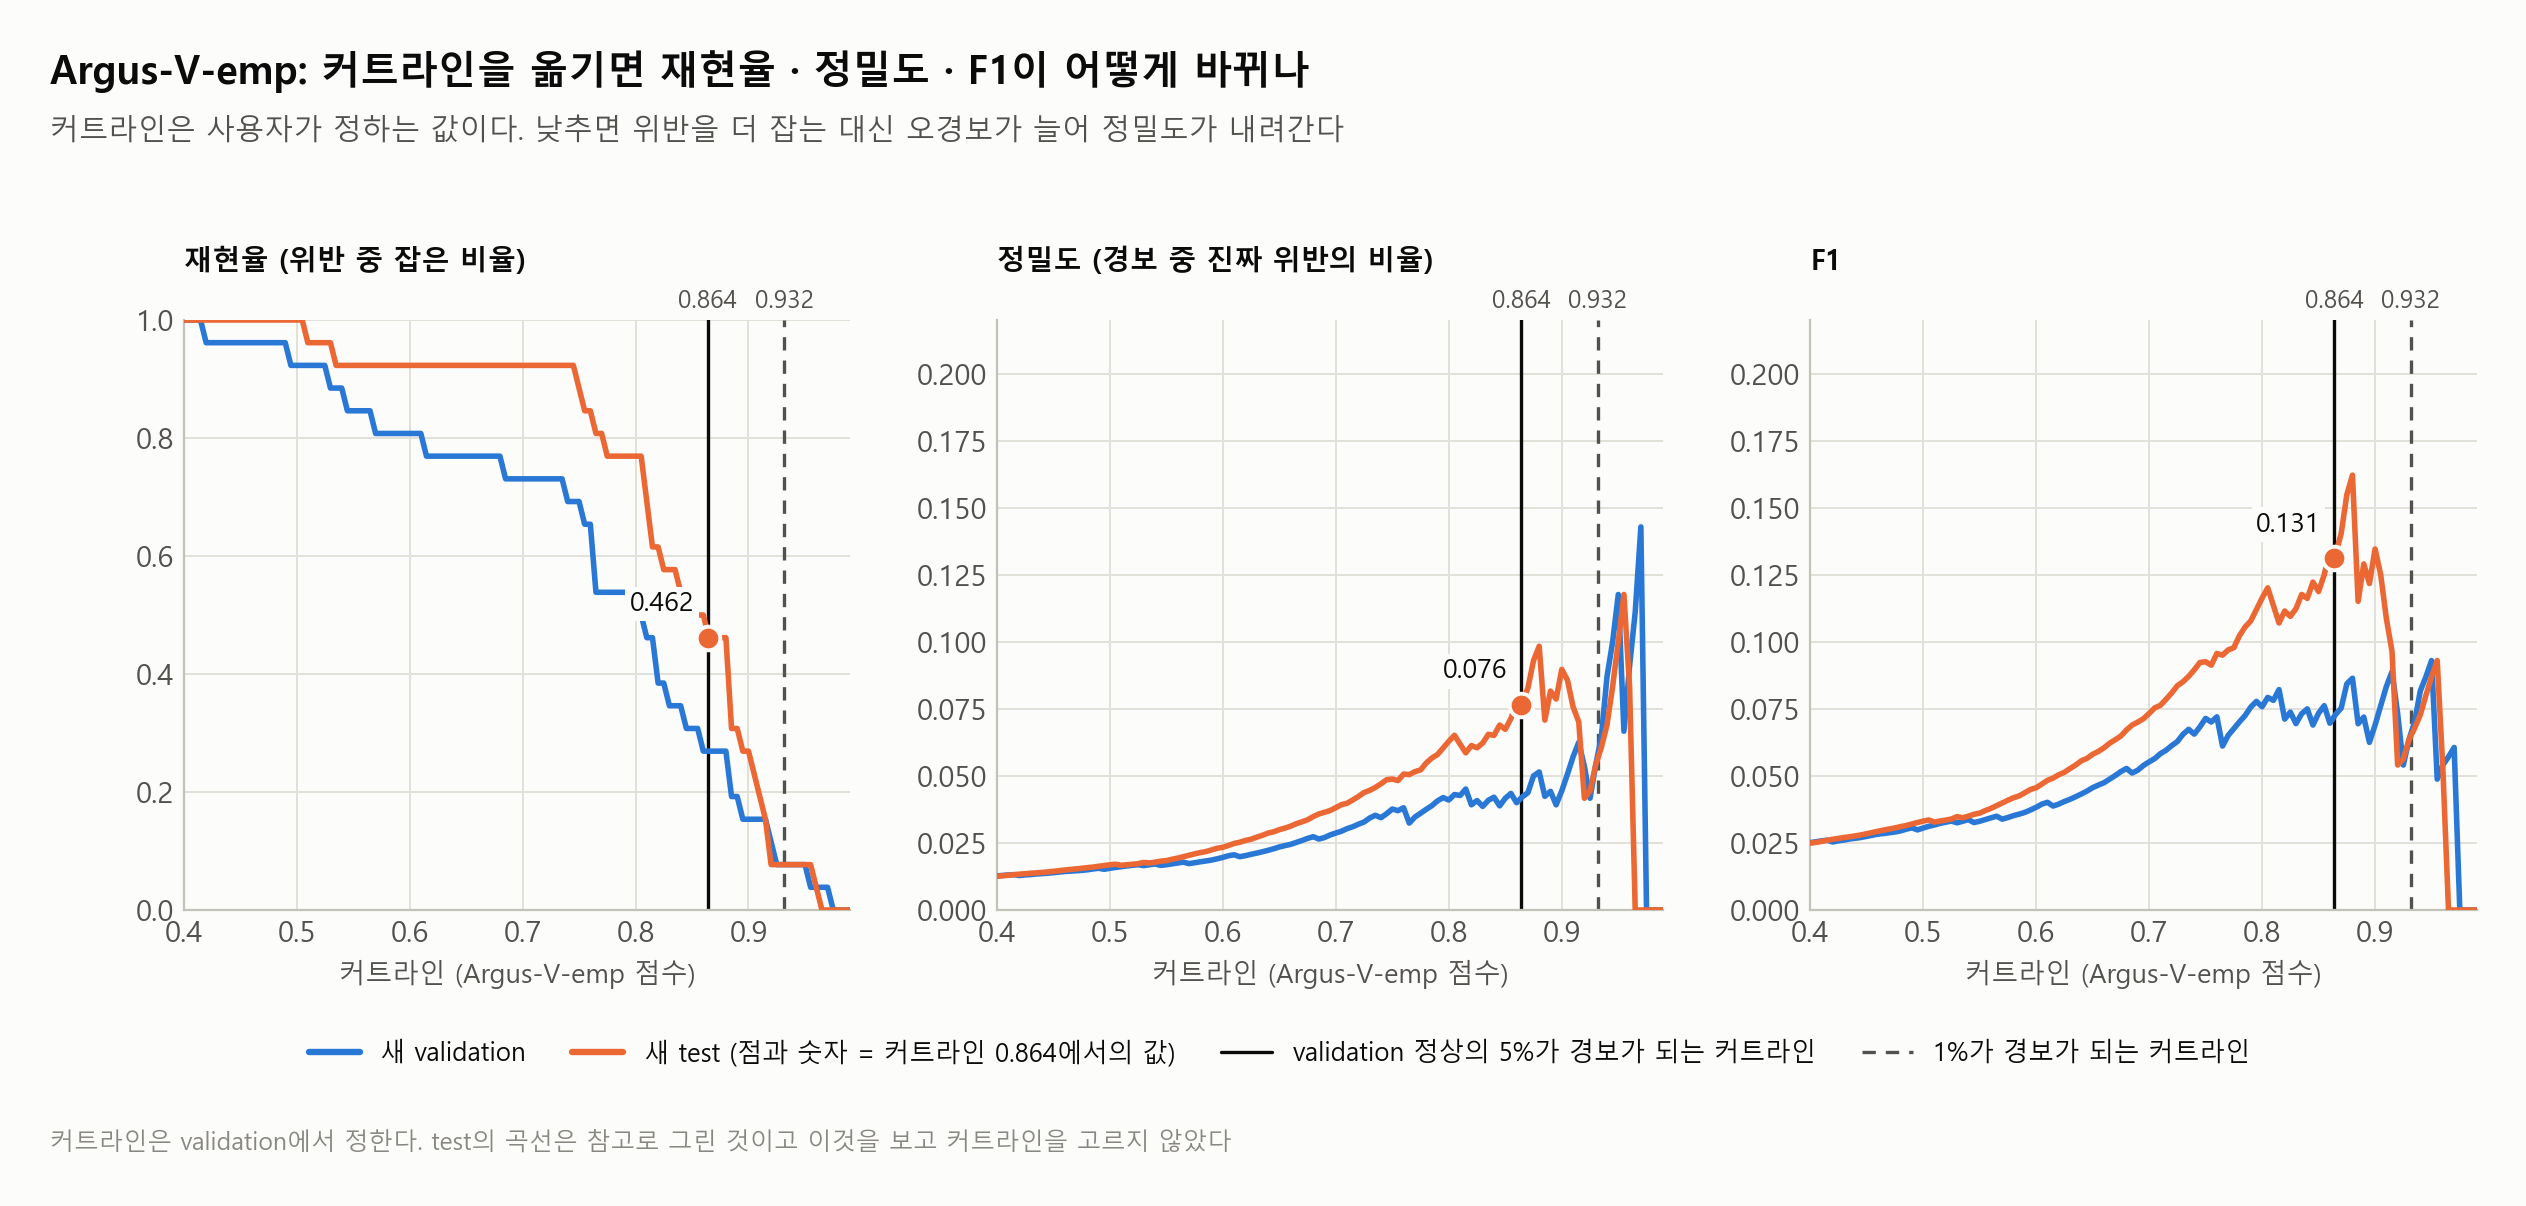 Argus-V-emp: 커트라인을 옮기면 재현율 · 정밀도 · F1이 어떻게 바뀌나
커트라인은 사용자가 정하는 값이다. 낮추면 위반을 더 잡는 대신 오경보가 늘어 정밀도가 내려간다
재현율 (위반 중 잡은 비율)
0.864 0.932
1.0
0.8
0.6
0.4
0.2
0.0
0.462
0.4 0.5 0.6 0.7 0.8 0.9
커트라인 (Argus-V-emp 점수)
정밀도 (경보 중 진짜 위반의 비율)
0.864 0.932
0.200
0.175
0.150
0.125
0.100
0.075
0.050
0.025
0.000
0.076
0.4 0.5 0.6 0.7 0.8 0.9
커트라인 (Argus-V-emp 점수)
F1
0.864 0.932
0.200
0.175
0.150
0.125
0.100
0.075
0.050
0.025
0.000
0.131
0.4 0.5 0.6 0.7 0.8 0.9
커트라인 (Argus-V-emp 점수)
새 validation 새 test (점과 숫자 = 커트라인 0.864에서의 값) validation 정상의 5%가 경보가 되는 커트라인 1%가 경보가 되는 커트라인
커트라인은 validation에서 정한다. test의 곡선은 참고로 그린 것이고 이것을 보고 커트라인을 고르지 않았다